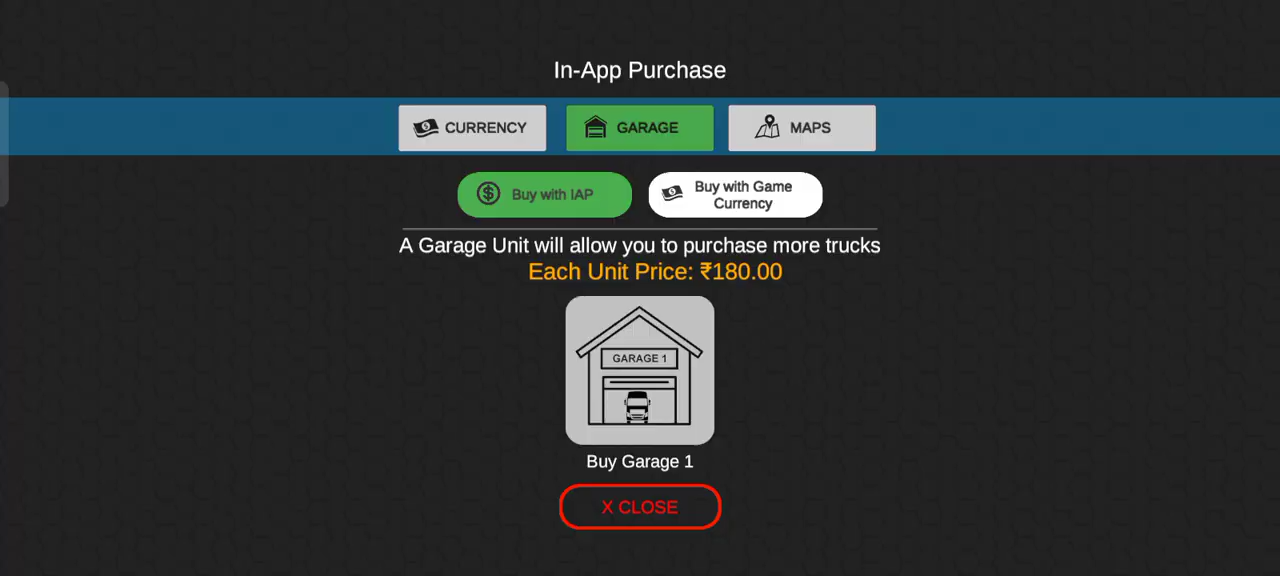 In-App Purchase
CURRENCY
GARAGE
MAPS
Buy with IAP
Buy with Game
Currency
A Garage Unit will allow you to purchase more trucks
Each Unit Price: ₹180.00
GARAGE 1
Buy Garage 1
X CLOSE